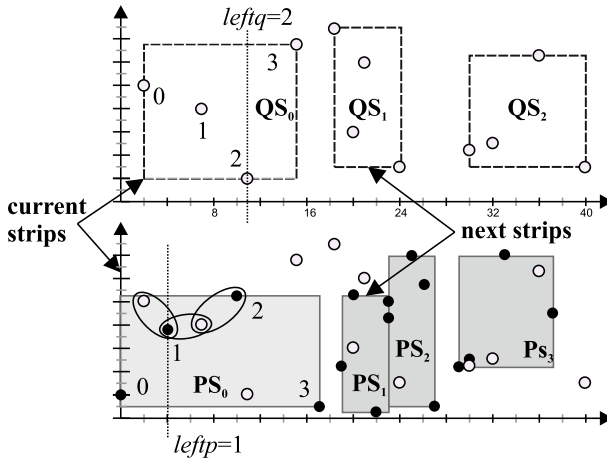 leftq=2
3
0
QS0
QS1
QS2
1
2
8
16
24
32
40
current
strips
next strips
2
1
PS2
0
PS0
3
PS1
Ps3
leftp=1